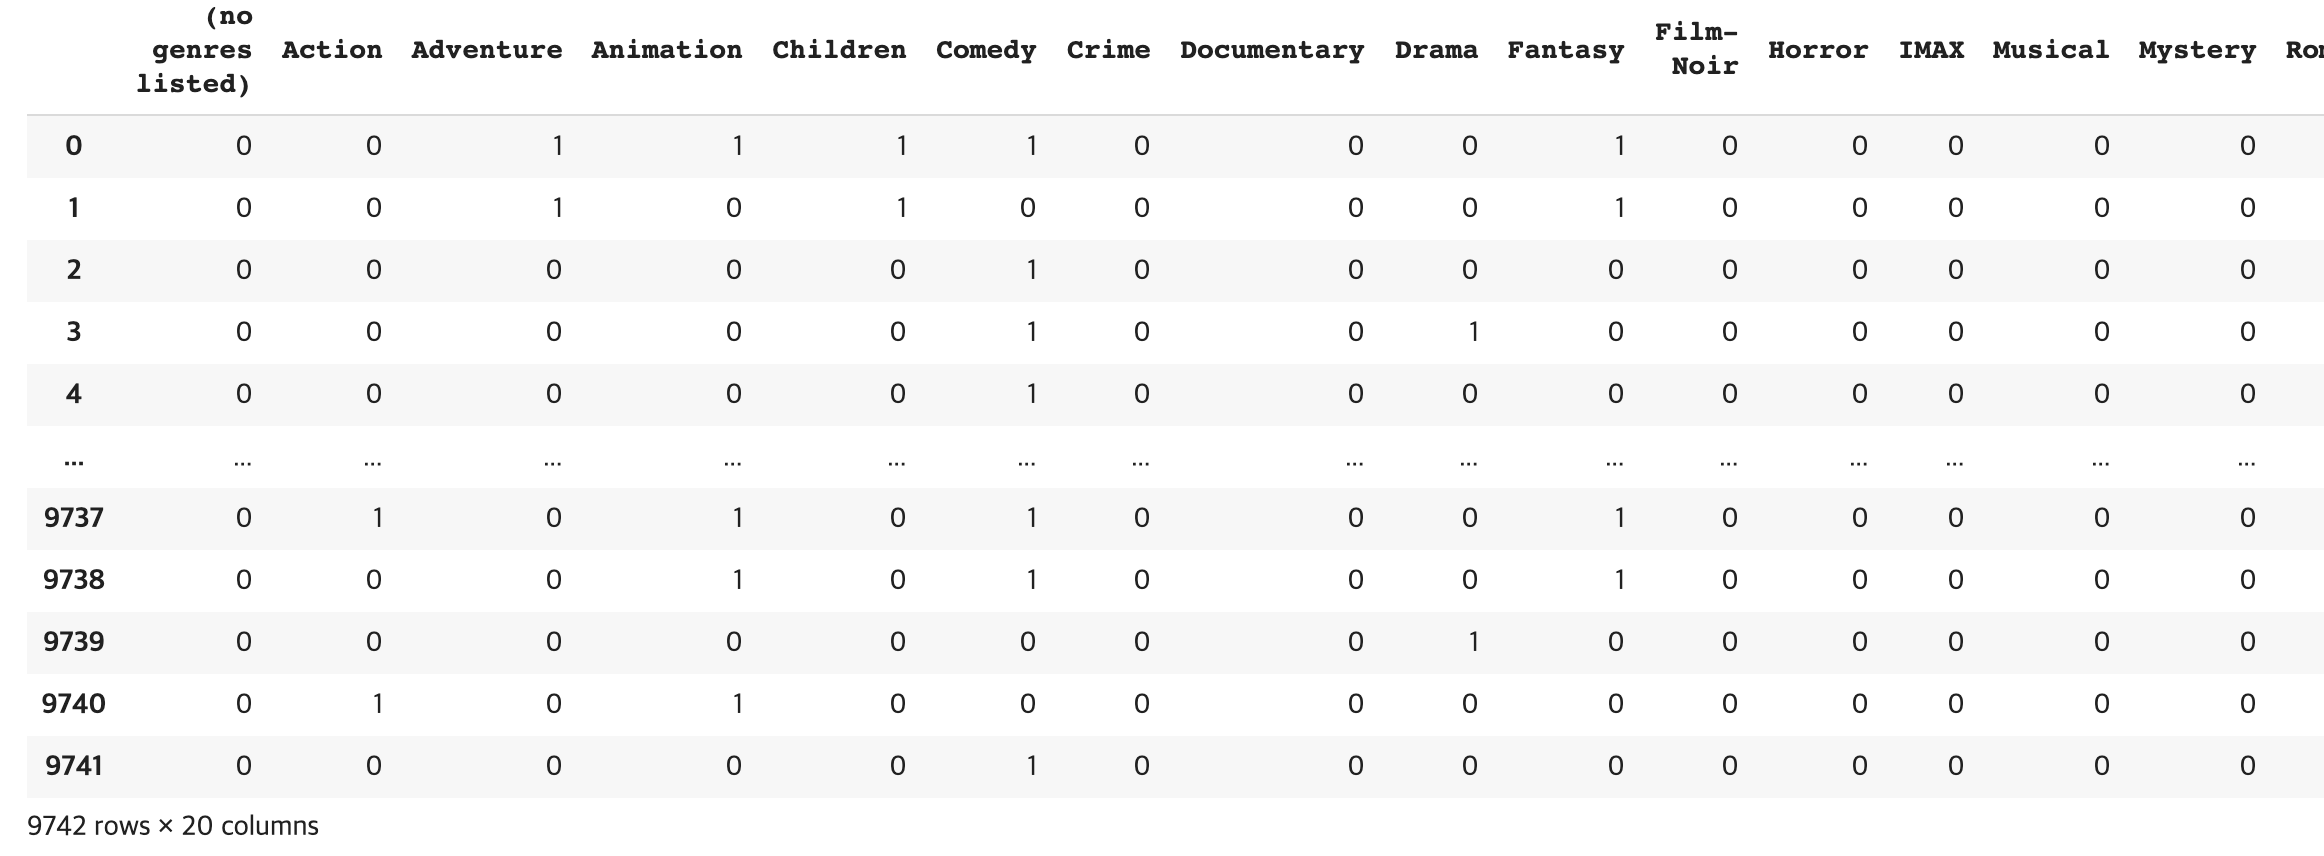 (no genres listed) Action Adventure Animation Children Comedy Crime Documentary Drama Fantasy Film-Noir Horror IMAX Musical Mystery
0 0 0 1 1 1 1 0 0 0 1 0 0 0 0 0
1 0 0 1 0 1 0 0 0 0 1 0 0 0 0 0
2 0 0 0 0 0 1 0 0 0 0 0 0 0 0 0
3 0 0 0 0 0 1 0 0 1 0 0 0 0 0 0
4 0 0 0 0 0 1 0 0 0 0 0 0 0 0 0
... ... ... ... ... ... ... ... ... ... ... ... ... ... ... ...
9737 0 1 0 1 0 1 0 0 0 1 0 0 0 0 0
9738 0 0 0 1 0 1 0 0 0 1 0 0 0 0 0
9739 0 0 0 0 0 0 0 0 1 0 0 0 0 0 0
9740 0 1 0 1 0 0 0 0 0 0 0 0 0 0 0
9741 0 0 0 0 0 1 0 0 0 0 0 0 0 0 0
9742 rows × 20 columns